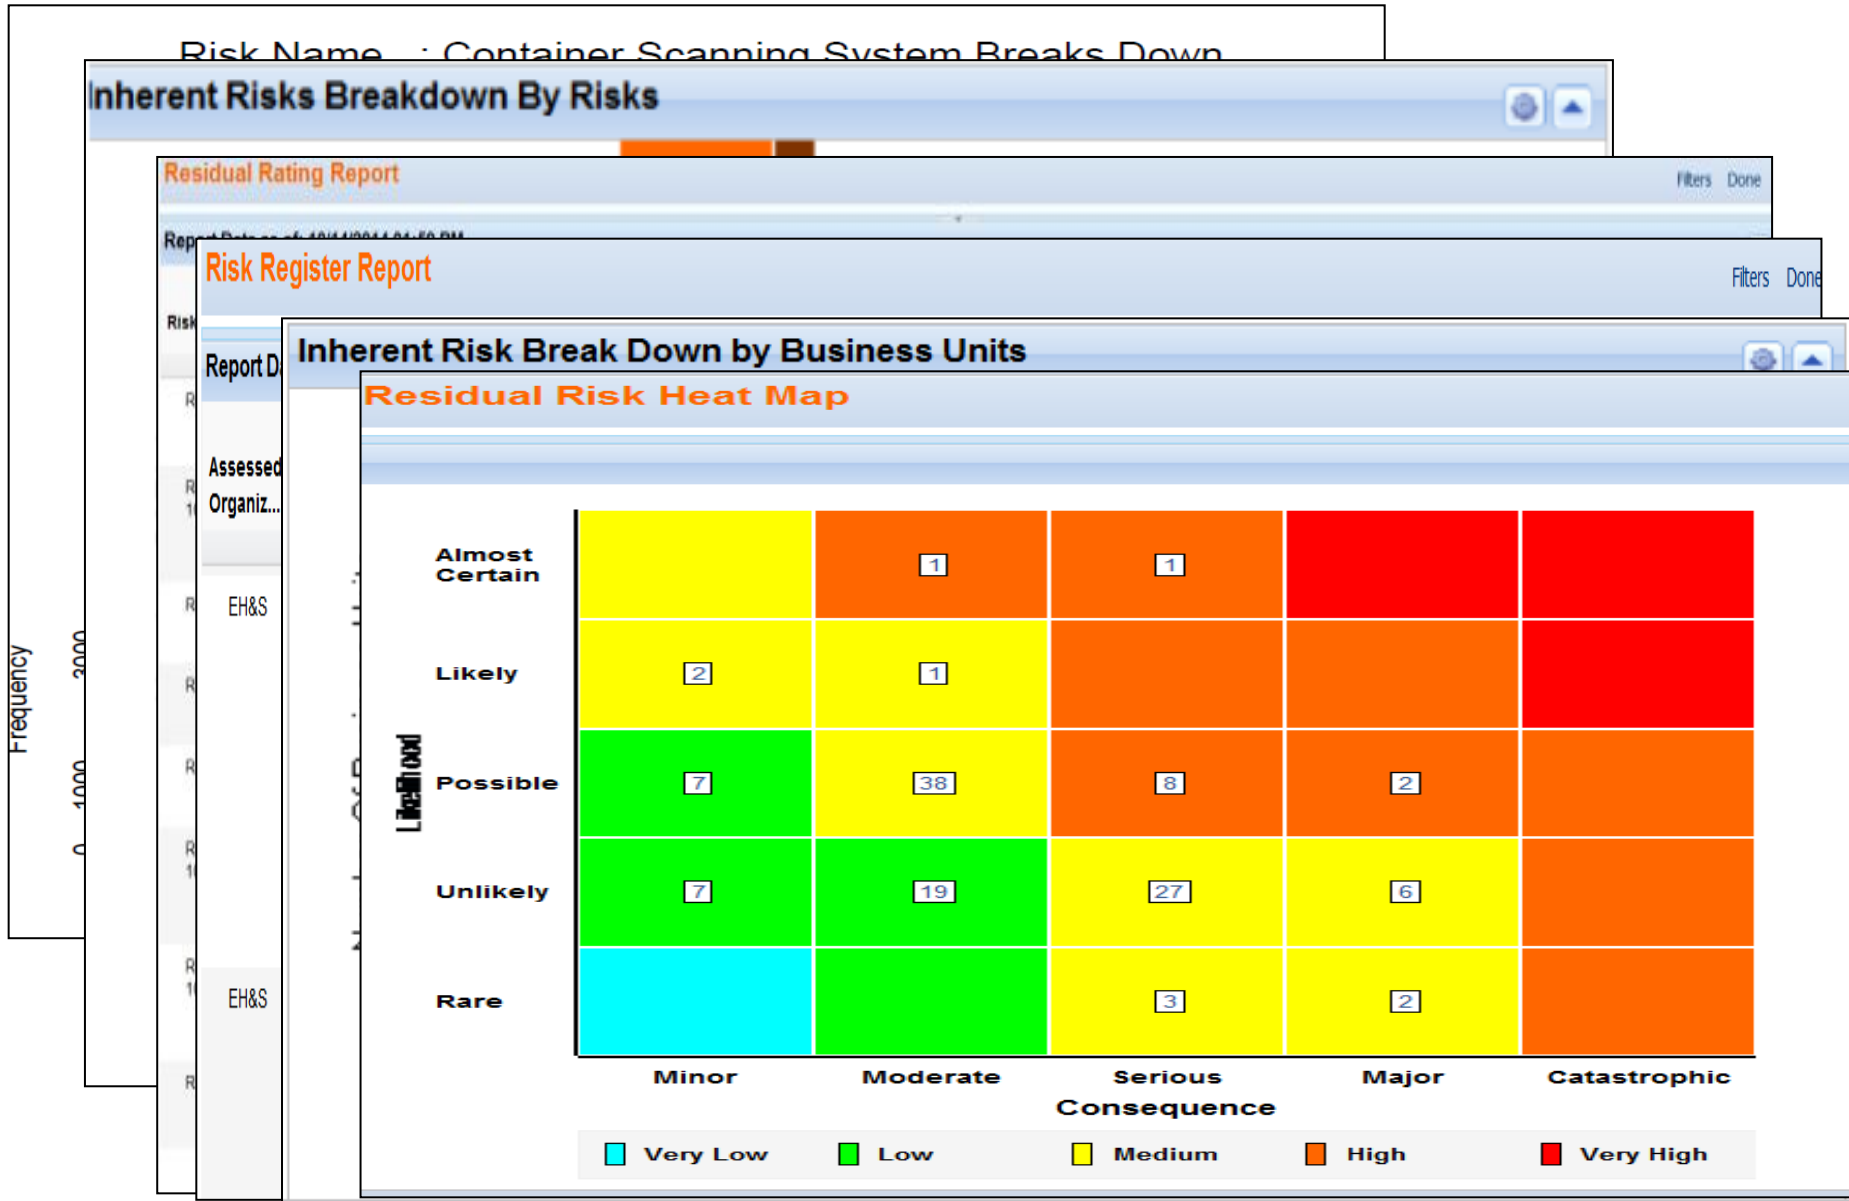 Risk Name : Container Scanning System Breaks Down
Inherent Risks Breakdown By Risks
Residual Rating Report
Filters Done
Risk Register Report
Filters Done
Risk
Report Da
Inherent Risk Break Down by Business Units
Residual Risk Heat Map
Assessed
Organiz...
EH&S
EH&S
Frequency
2000
1000
0
Likelihood
Almost
Certain
1 1
Likely
2 1
Possible
7 38 8 2
Unlikely
7 19 27 6
Rare
3 2
Minor Moderate Serious Major Catastrophic
Consequence
Very Low Low Medium High Very High